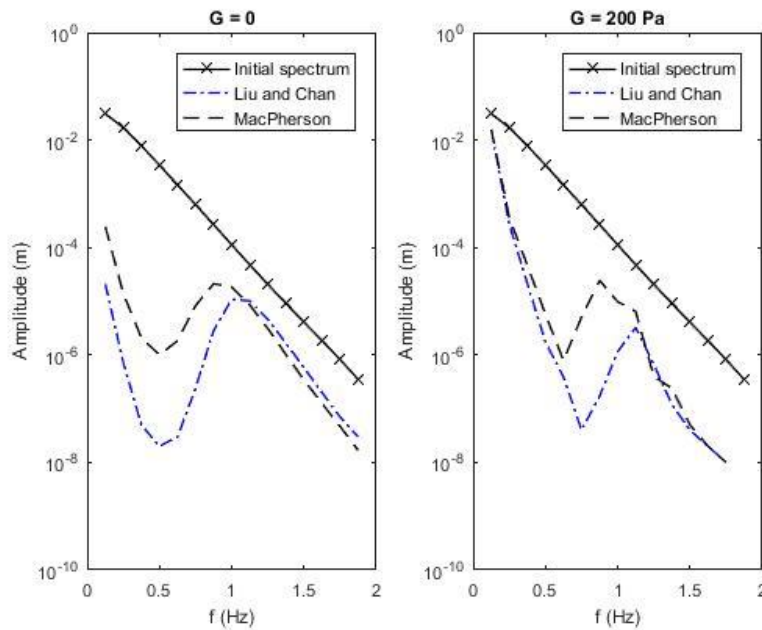 G = 0
Initial spectrum
Liu and Chan
MacPherson
10^0
10^-2
10^-4
10^-6
10^-8
10^-10
Amplitude (m)
0 0.5 1 1.5 2
f (Hz)
G = 200 Pa
Initial spectrum
Liu and Chan
MacPherson
10^0
10^-2
10^-4
10^-6
10^-8
10^-10
Amplitude (m)
0 0.5 1 1.5 2
f (Hz)